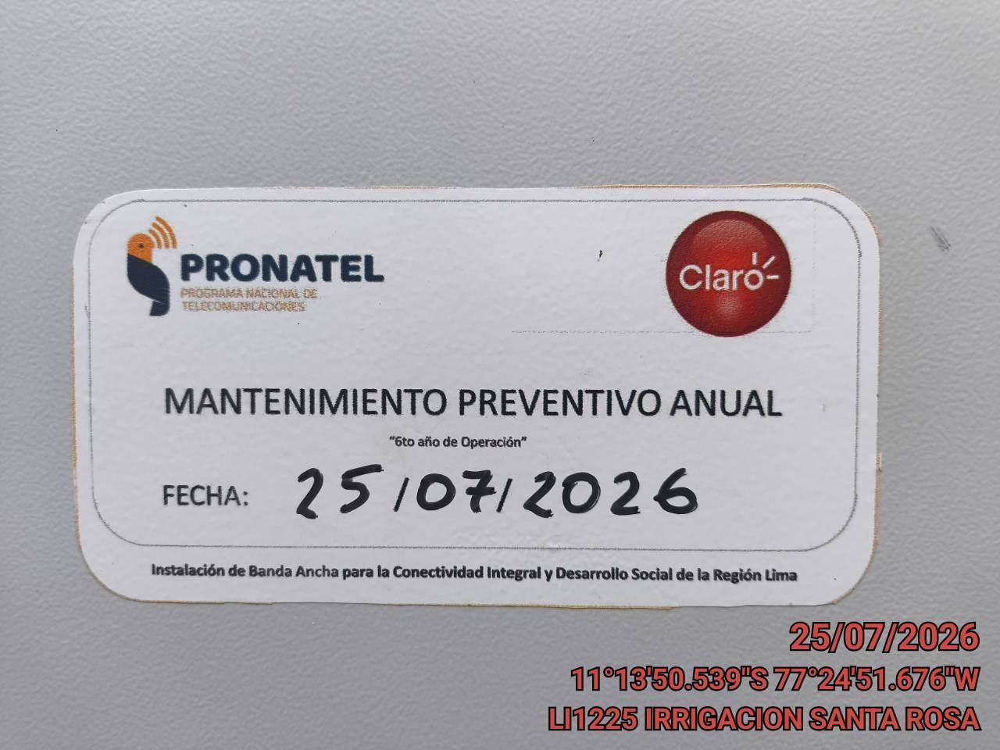 PRONATEL
PROGRAMA NACIONAL DE
TELECOMUNICACIONES
Claro
MANTENIMIENTO PREVENTIVO ANUAL
"6to año de Operación"
FECHA: 25/07/2026
Instalación de Banda Ancha para la Conectividad Integral y Desarrollo Social de la Región Lima
25/07/2026
11°13'50.539"S 77°24'51.676"W
LI1225 IRRIGACION SANTA ROSA